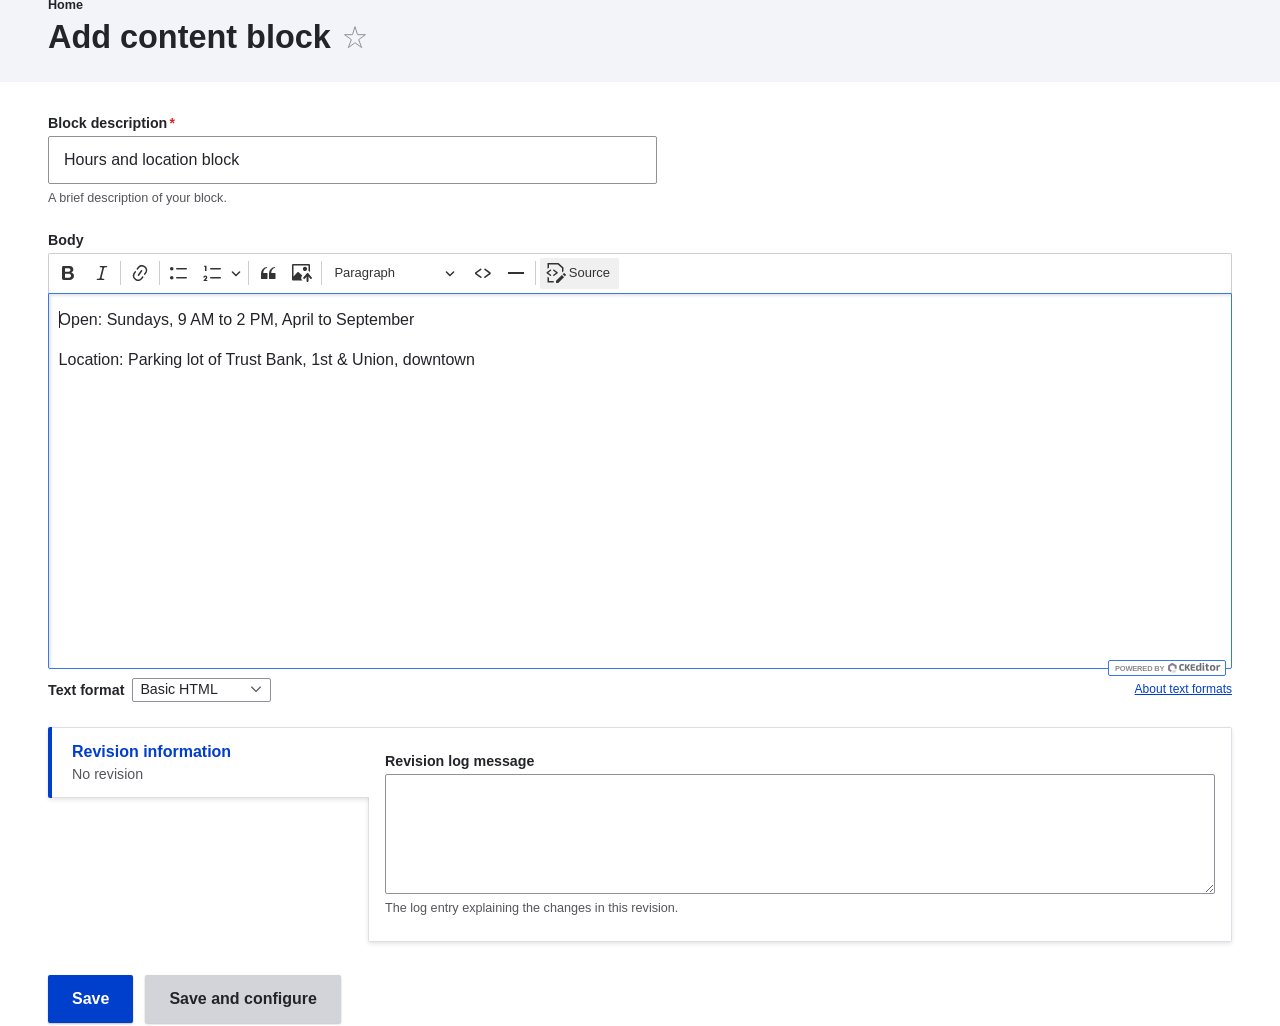 Home
Add content block
Block description*
Hours and location block
A brief description of your block.
Body
Paragraph
Source
Open: Sundays, 9 AM to 2 PM, April to September
Location: Parking lot of Trust Bank, 1st & Union, downtown
POWERED BY CKEditor
Text format Basic HTML
About text formats
Revision information
No revision
Revision log message
The log entry explaining the changes in this revision.
Save
Save and configure